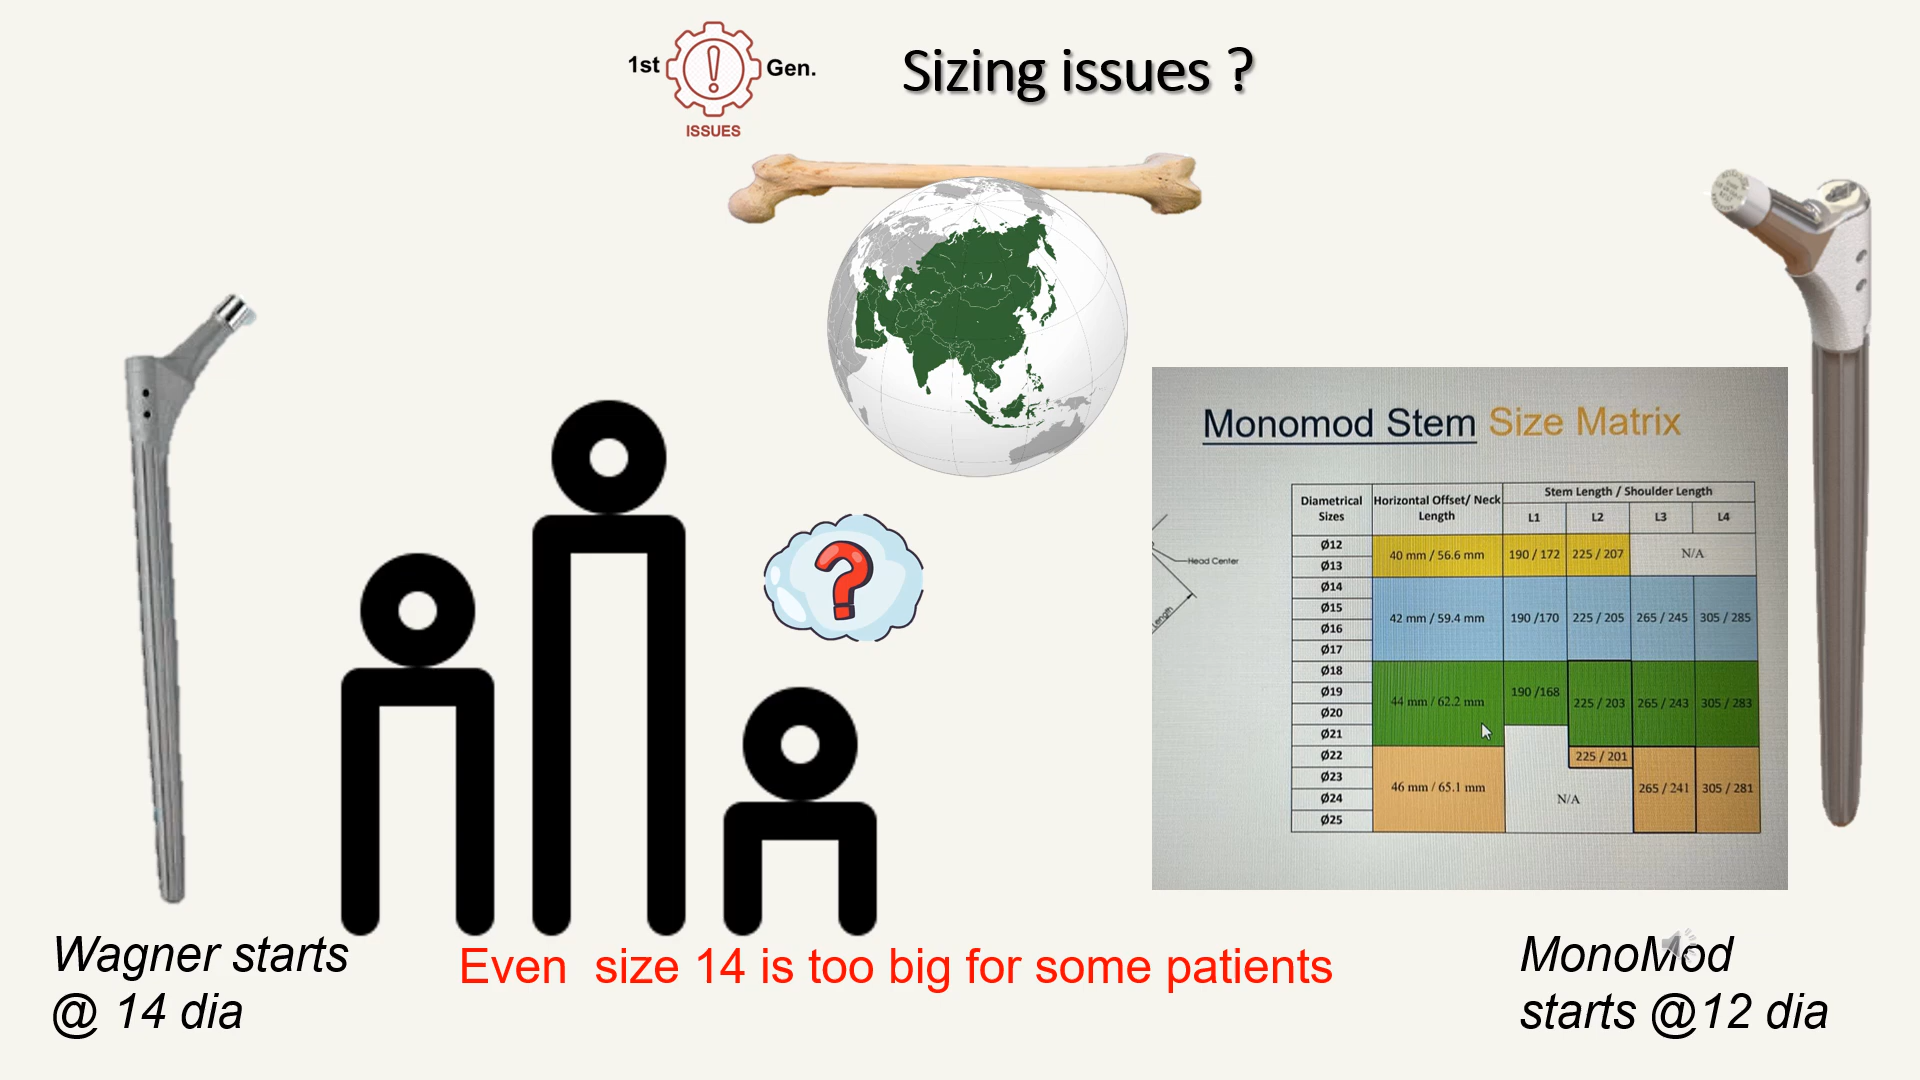 1st Gen.
ISSUES
Sizing issues ?
Monomod Stem Size Matrix
Diametrical Sizes
Horizontal Offset/ Neck Length
Stem Length / Shoulder Length
L1 L2 L3 L4
Ø12
Ø13
40 mm / 56.6 mm 190 / 172 225 / 207 N/A
Ø14
Ø15
Ø16
Ø17
42 mm / 59.4 mm 190 /170 225 / 205 265 / 245 305 / 285
Ø18
Ø19
Ø20
Ø21
44 mm / 62.2 mm 190 /168 225 / 203 265 / 243 305 / 283
Ø22
Ø23
Ø24
Ø25
46 mm / 65.1 mm 225 / 201 N/A 265 / 241 305 / 281
Head Center
Length
Wagner starts
@ 14 dia
Even size 14 is too big for some patients
MonoMod
starts @12 dia